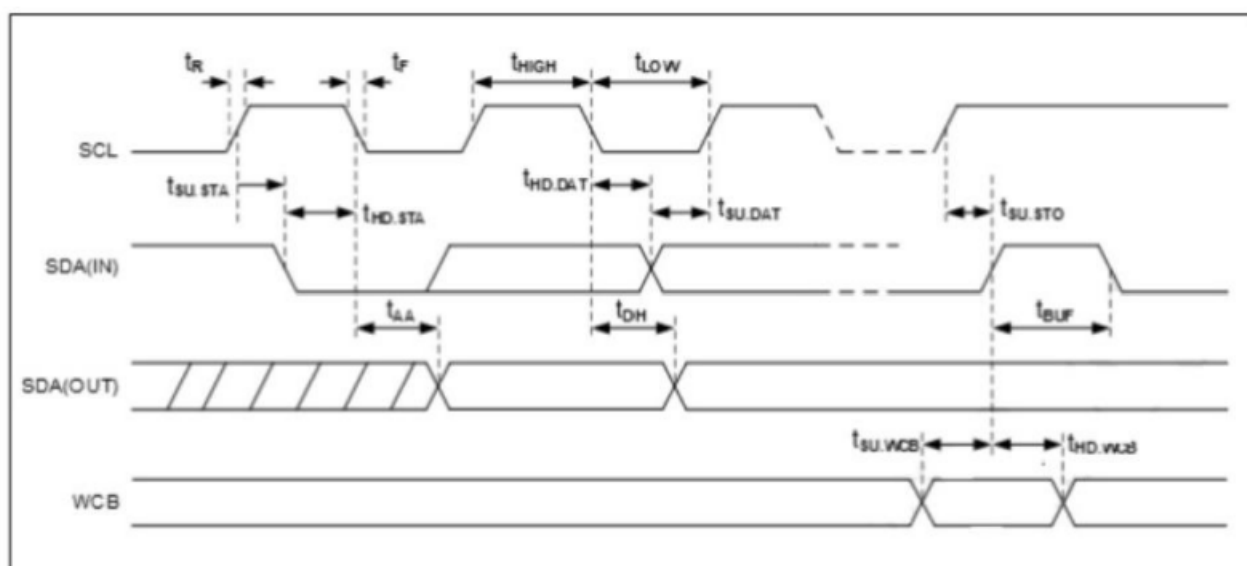 tR tF tHIGH tLOW
SCL
tSU.STA tHD.STA tHD.DAT tSU.DAT tSU.STO
SDA(IN)
tAA tDH tBUF
SDA(OUT)
tSU.WCB tHD.WCB
WCB